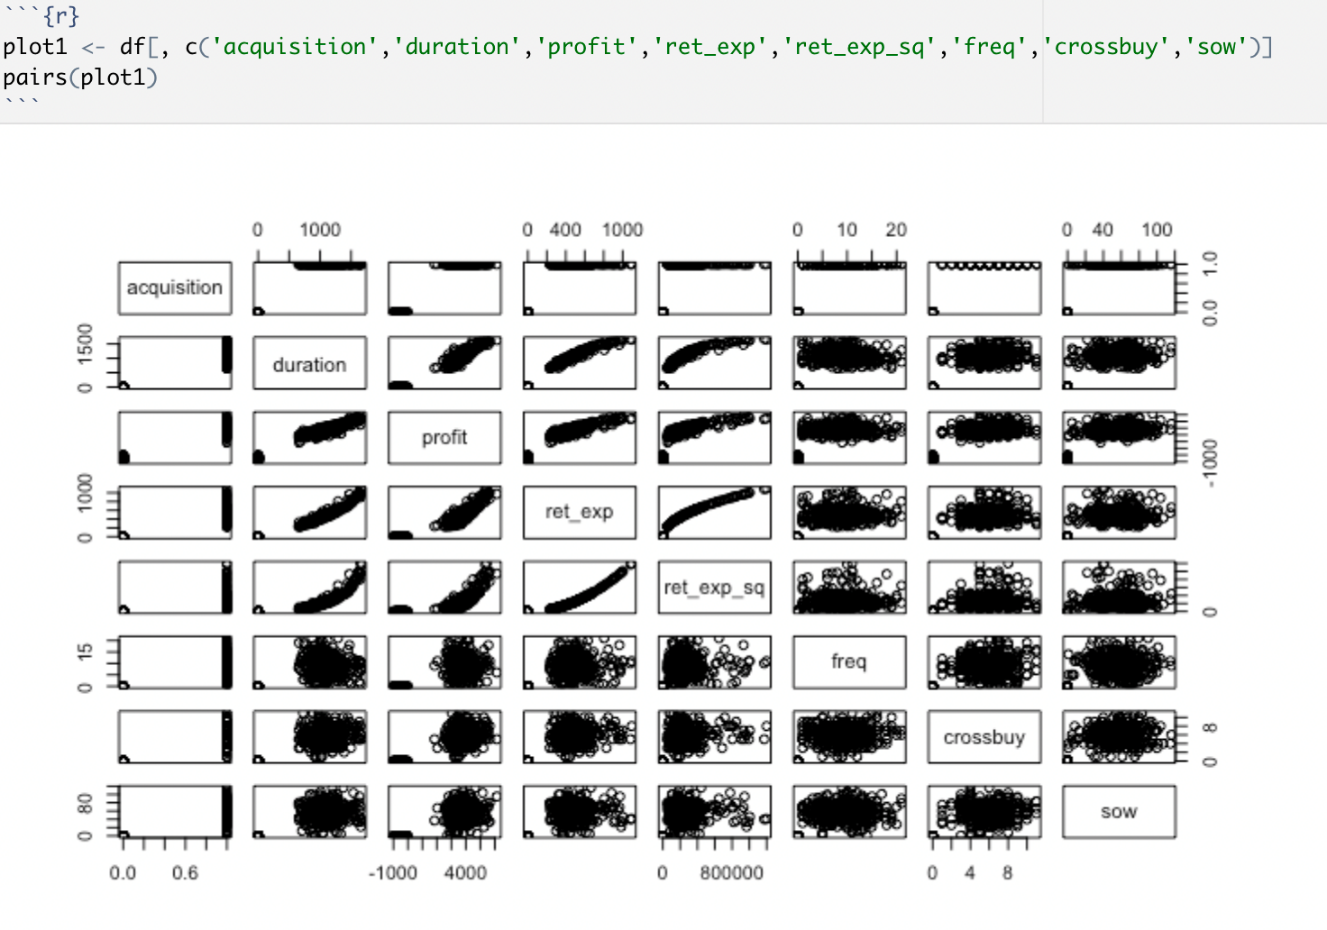 ```{r}
plot1 <- df[, c('acquisition','duration','profit','ret_exp','ret_exp_sq','freq','crossbuy','sow')]
pairs(plot1)
```
0 1000 0 400 1000 0 10 20 0 40 100
acquisition 0.0 1.0
0 1500 duration
profit -1000
0 1000 ret_exp
ret_exp_sq 0
0 15 freq
crossbuy 0 8
0 80 sow
0.0 0.6 -1000 4000 0 800000 0 4 8